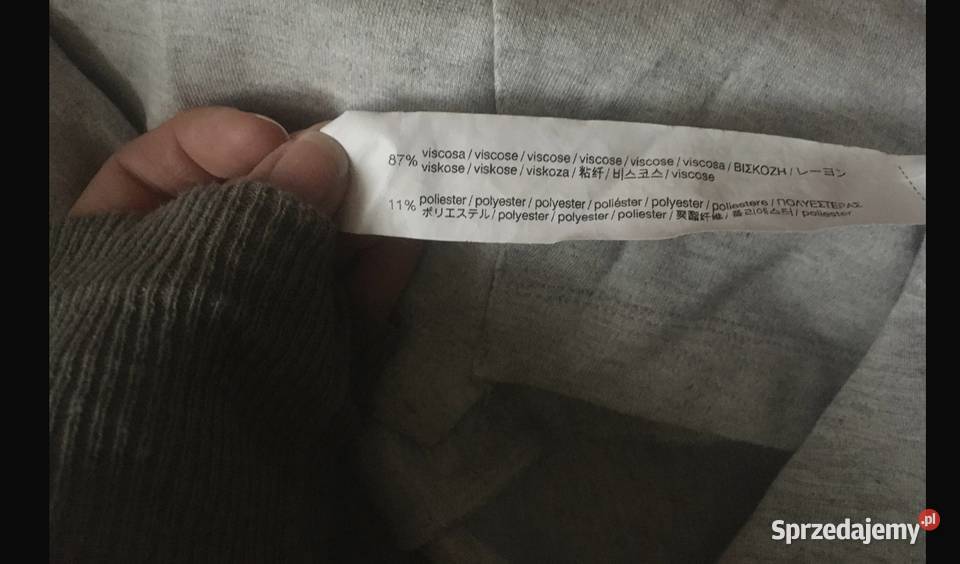 87% viscosa / viscose / viscose / viscose / viscose / viscosa / ΒΙΣΚΟΖΗ / レーヨン
viskose / viskose / viskoza / 粘纤 / 비스코스 / viscose
11% poliester / polyester / polyester / poliéster / polyester / poliestere / ΠΟΛΥΕΣΤΕΡΑΣ
ポリエステル / polyester / polyester / poliester / 聚酯纤维 / 폴리에스터 / poliester
Sprzedajemy.pl